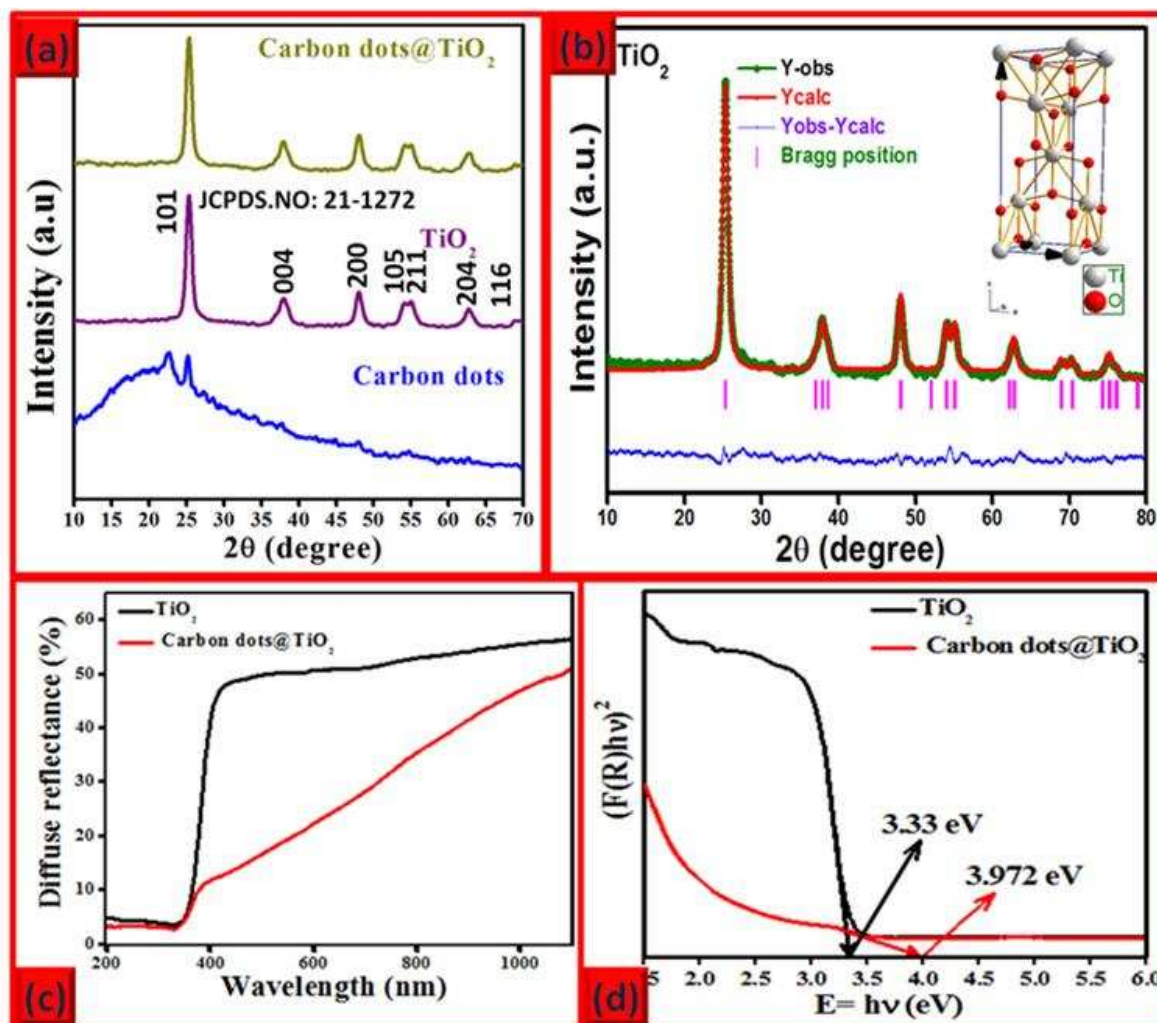 (a)
Carbon dots@TiO2
JCPDS.NO: 21-1272
101
TiO2
004
200
105
211
204
116
Carbon dots
Intensity (a.u)
10 15 20 25 30 35 40 45 50 55 60 65 70
2θ (degree)
(b)
TiO2
Y-obs
Ycalc
Yobs-Ycalc
Bragg position
Ti
O
Intensity (a.u.)
10 20 30 40 50 60 70 80
2θ (degree)
TiO2
Carbon dots@TiO2
Diffuse reflectance (%)
60
50
40
30
20
10
0
200 400 600 800 1000
Wavelength (nm)
(c)
TiO2
Carbon dots@TiO2
(F(R)hν)2
3.33 eV
3.972 eV
1.5 2.0 2.5 3.0 3.5 4.0 4.5 5.0 5.5 6.0
E= hν (eV)
(d)